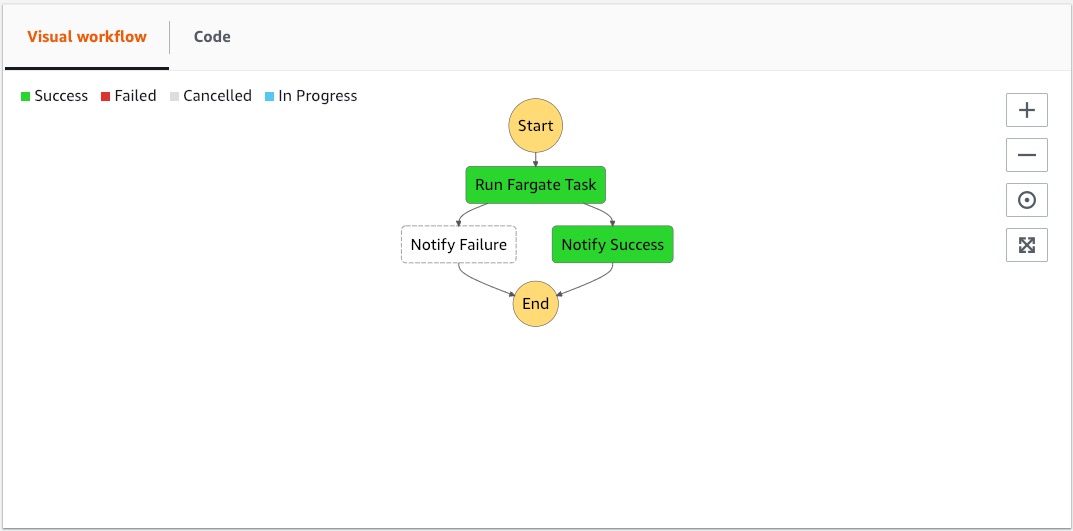 Visual workflow
Code
Success Failed Cancelled In Progress
Start
Run Fargate Task
Notify Failure
Notify Success
End